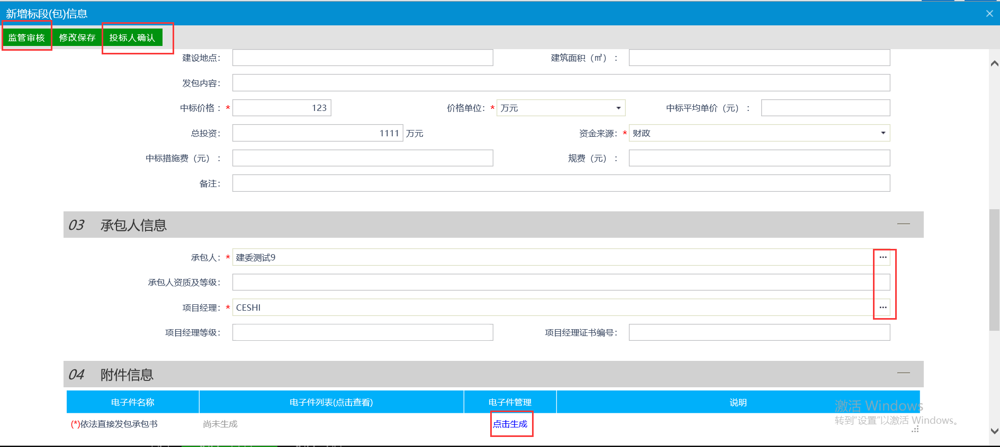 新增标段(包)信息
监管审核 修改保存 投标人确认
建设地点： 建筑面积（㎡）：
发包内容：
中标价格：* 123 价格单位：* 万元 中标平均单价（元）：
总投资： 1111 万元 资金来源：* 财政
中标措施费（元）： 规费（元）：
备注：
03 承包人信息
承包人：* 建委测试9 ...
承包人资质及等级：
项目经理：* CESHI ...
项目经理等级： 项目经理证书编号：
04 附件信息
电子件名称 电子件列表(点击查看) 电子件管理 说明
(*)依法直接发包承包书 尚未生成 点击生成
激活 Windows
转到“设置”以激活 Windows。